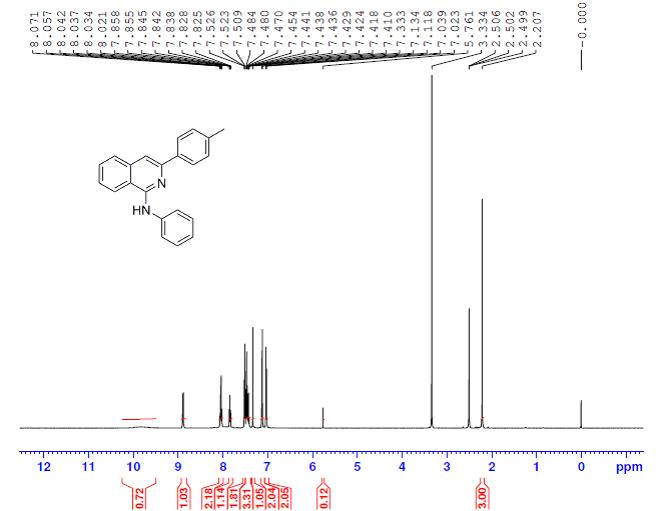 8.071 8.057 8.042 8.037 8.034 8.021 7.858 7.855 7.845 7.842 7.838 7.828 7.825 7.526 7.523 7.509 7.484 7.480 7.470 7.454 7.441 7.438 7.436 7.429 7.424 7.418 7.410 7.333 7.134 7.118 7.039 7.023 5.761 3.334 2.506 2.502 2.499 2.207 -0.000
N
HN
12 11 10 9 8 7 6 5 4 3 2 1 0 ppm
0.72 1.03 2.18 1.14 1.81 3.31 1.05 2.04 2.05 0.12 3.00